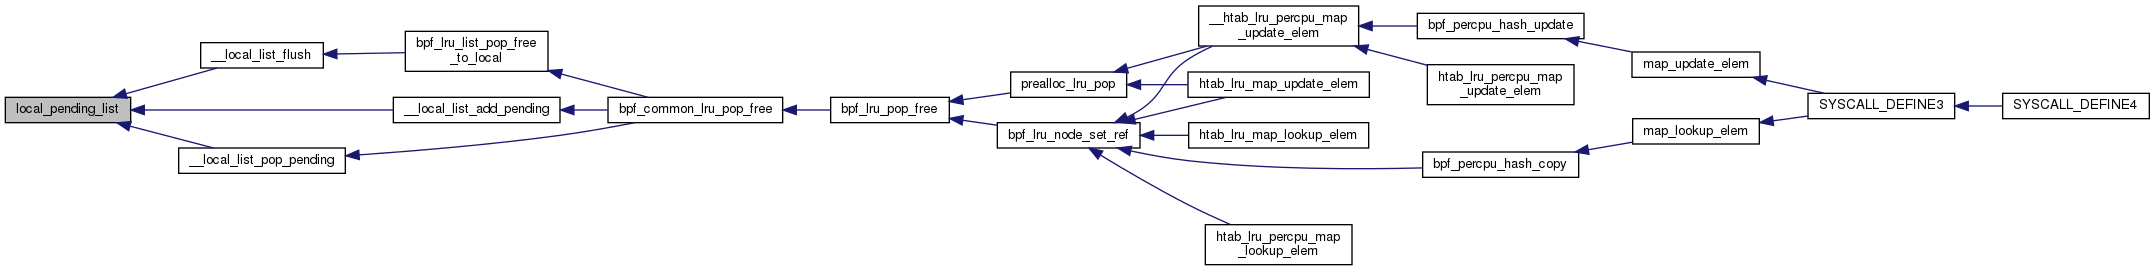 local_pending_list
__local_list_flush
__local_list_add_pending
__local_list_pop_pending
bpf_lru_list_pop_free
_to_local
bpf_common_lru_pop_free
bpf_lru_pop_free
prealloc_lru_pop
bpf_lru_node_set_ref
__htab_lru_percpu_map
_update_elem
htab_lru_map_update_elem
htab_lru_map_lookup_elem
htab_lru_percpu_map
_lookup_elem
bpf_percpu_hash_update
htab_lru_percpu_map
_update_elem
bpf_percpu_hash_copy
map_update_elem
map_lookup_elem
SYSCALL_DEFINE3
SYSCALL_DEFINE4